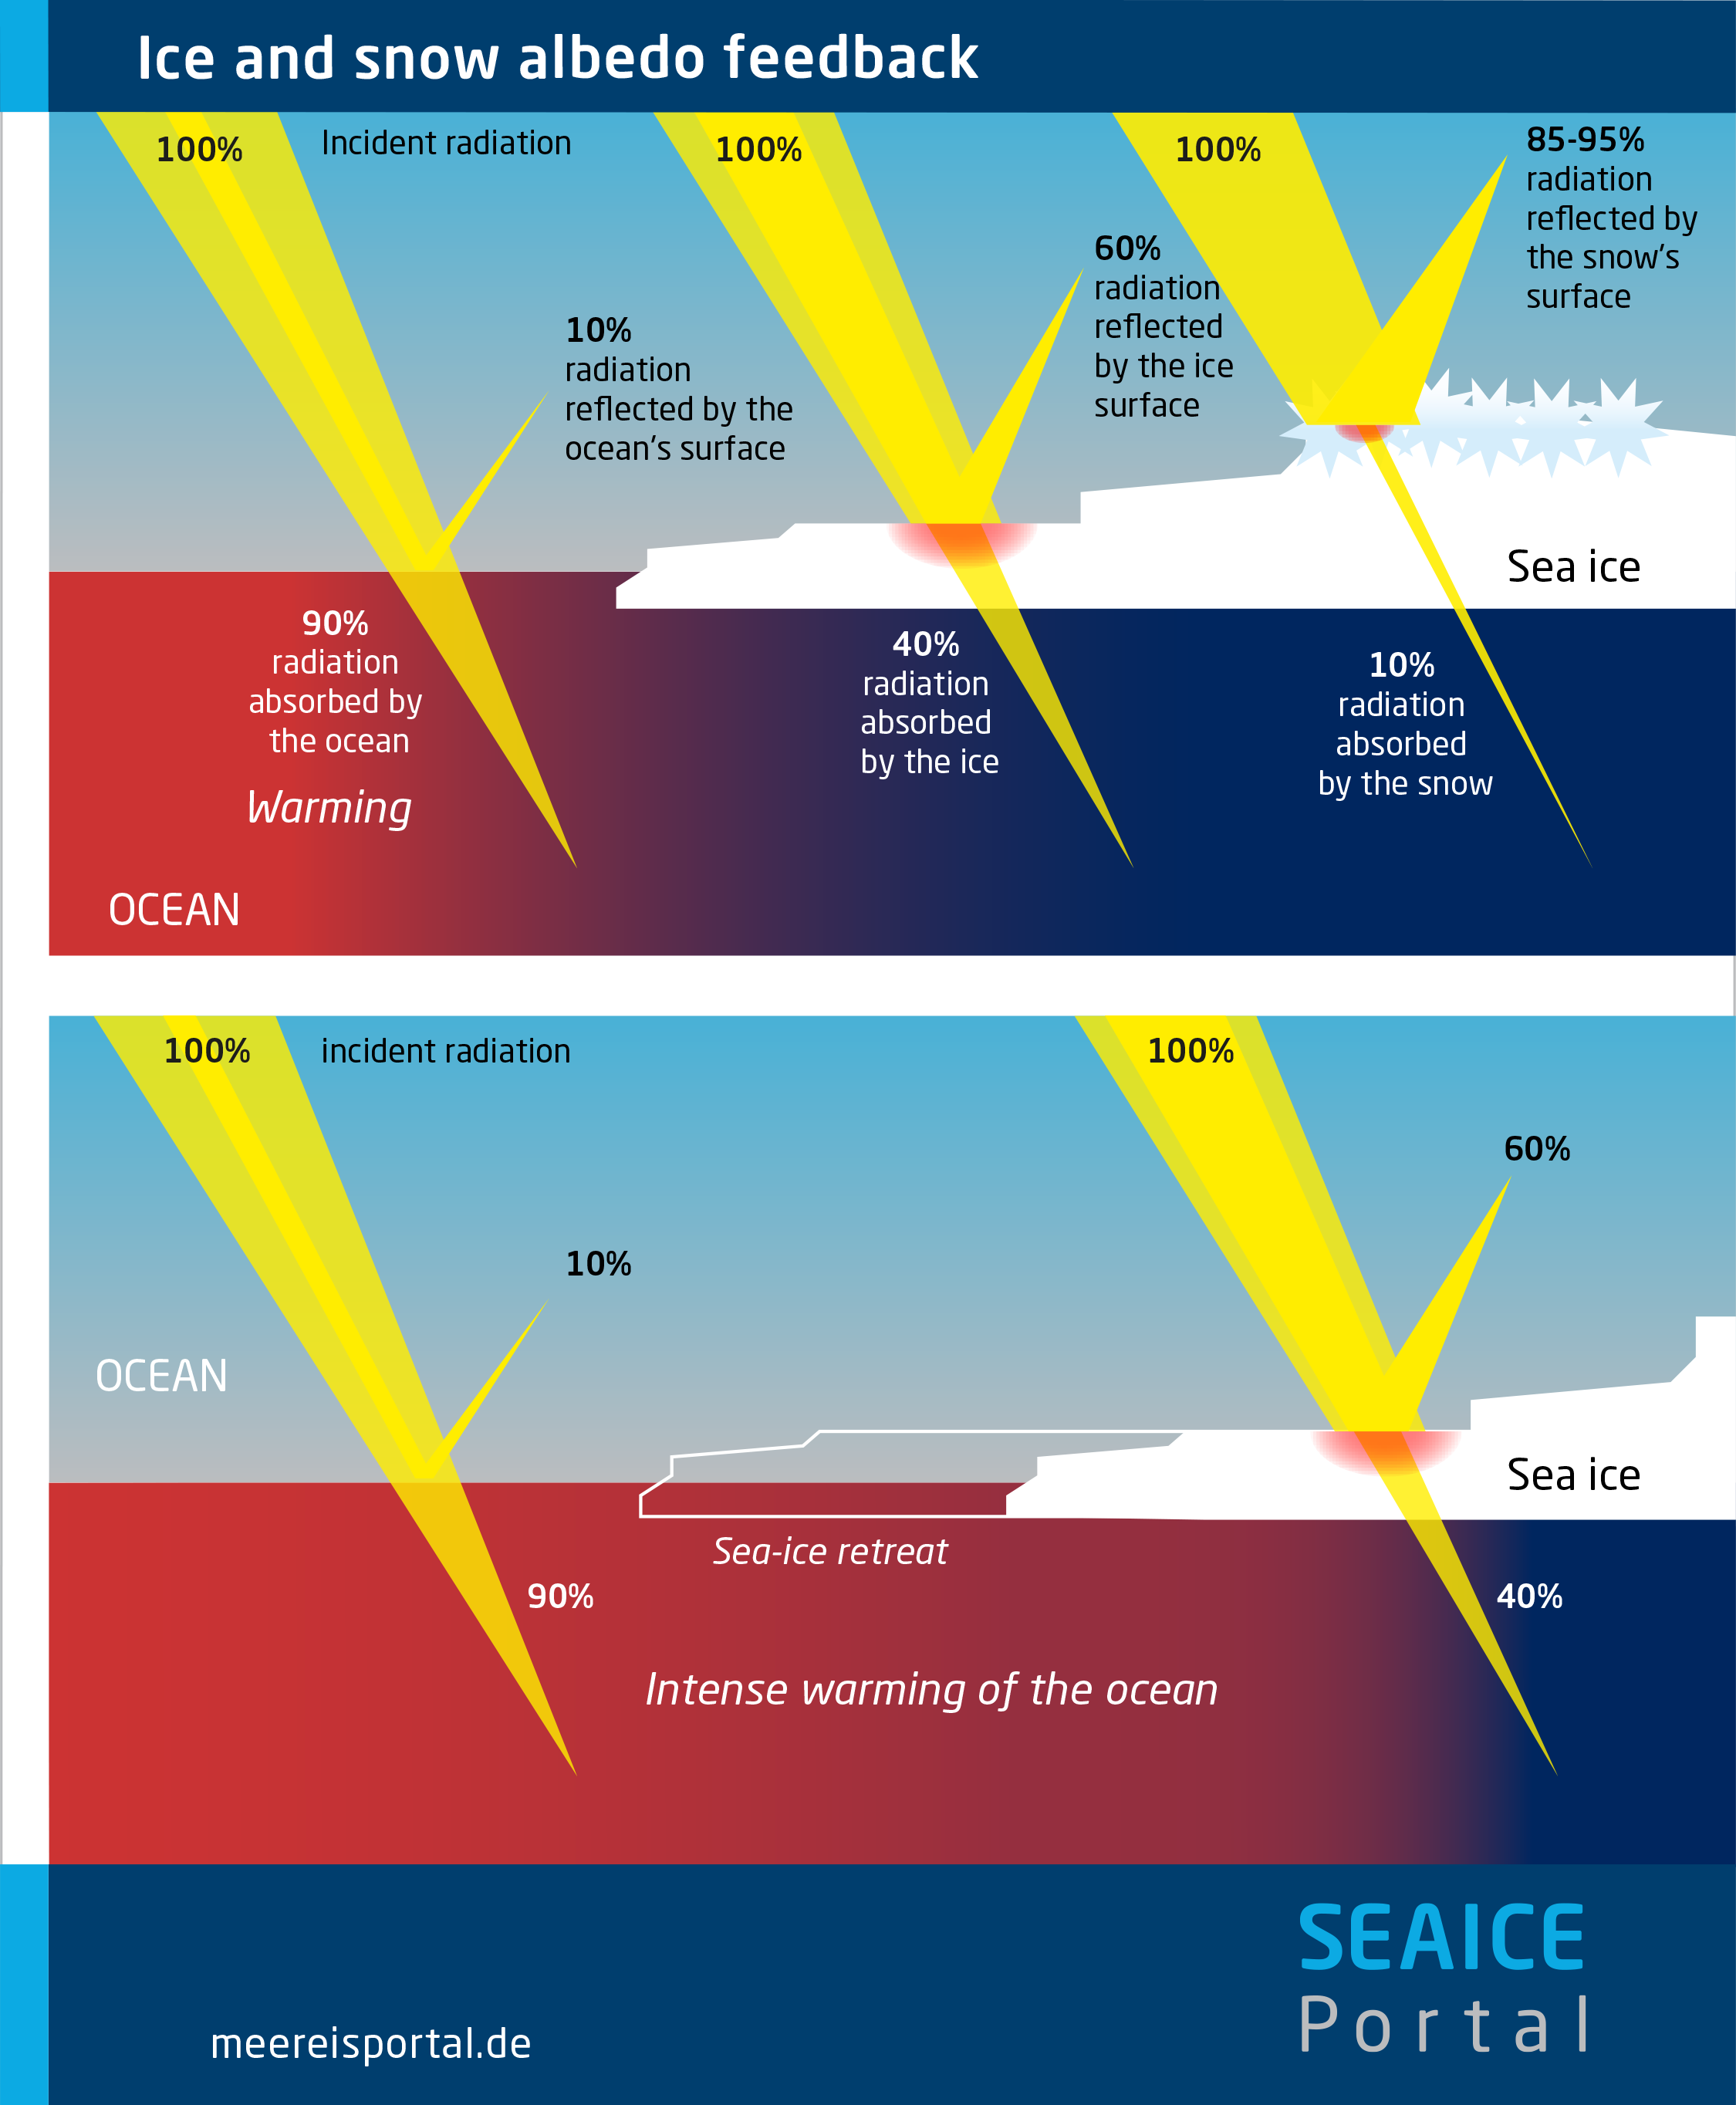 Ice and snow albedo feedback
100%
Incident radiation
100%
100%
85-95%
radiation
reflected by
the snow's
surface
60%
radiation
reflected
by the ice
surface
10%
radiation
reflected by the
ocean's surface
Sea ice
90%
radiation
absorbed by
the ocean
Warming
40%
radiation
absorbed
by the ice
10%
radiation
absorbed
by the snow
OCEAN
100%
incident radiation
100%
60%
10%
OCEAN
Sea ice
Sea-ice retreat
90%
40%
Intense warming of the ocean
SEAICE
Portal
meereisportal.de